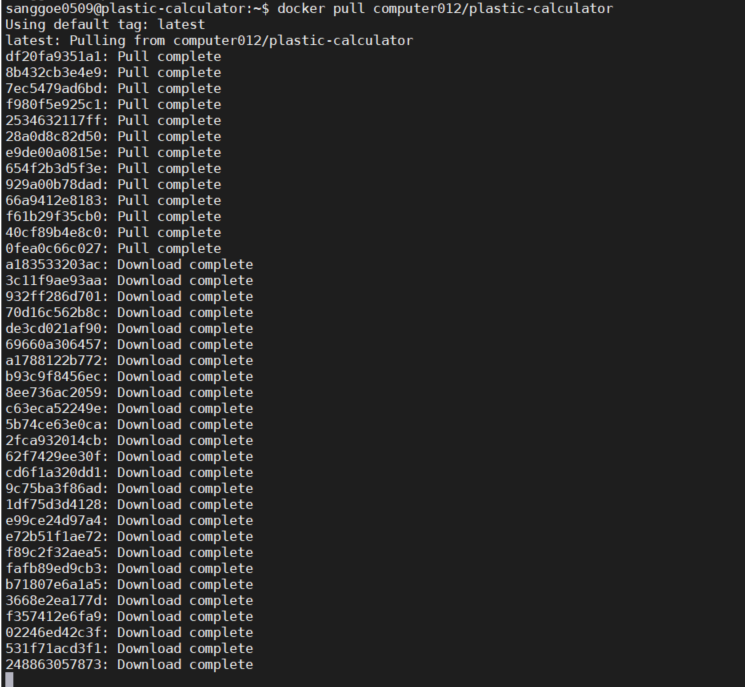 sanggoe0509@plastic-calculator:~$ docker pull computer012/plastic-calculator
Using default tag: latest
latest: Pulling from computer012/plastic-calculator
df20fa9351a1: Pull complete
8b432cb3e4e9: Pull complete
7ec5479ad6bd: Pull complete
f980f5e925c1: Pull complete
2534632117ff: Pull complete
28a0d8c82d50: Pull complete
e9de00a0815e: Pull complete
654f2b3d5f3e: Pull complete
929a00b78dad: Pull complete
66a9412e8183: Pull complete
f61b29f35cb0: Pull complete
40cf89b4e8c0: Pull complete
0fea0c66c027: Pull complete
a183533203ac: Download complete
3c11f9ae93aa: Download complete
932ff286d701: Download complete
70d16c562b8c: Download complete
de3cd021af90: Download complete
69660a306457: Download complete
a1788122b772: Download complete
b93c9f8456ec: Download complete
8ee736ac2059: Download complete
c63eca52249e: Download complete
5b74ce63e0ca: Download complete
2fca932014cb: Download complete
62f7429ee30f: Download complete
cd6f1a320dd1: Download complete
9c75ba3f86ad: Download complete
1df75d3d4128: Download complete
e99ce24d97a4: Download complete
e72b51f1ae72: Download complete
f89c2f32aea5: Download complete
fafb89ed9cb3: Download complete
b71807e6a1a5: Download complete
3668e2ea177d: Download complete
f357412e6fa9: Download complete
02246ed42c3f: Download complete
531f71acd3f1: Download complete
248863057873: Download complete